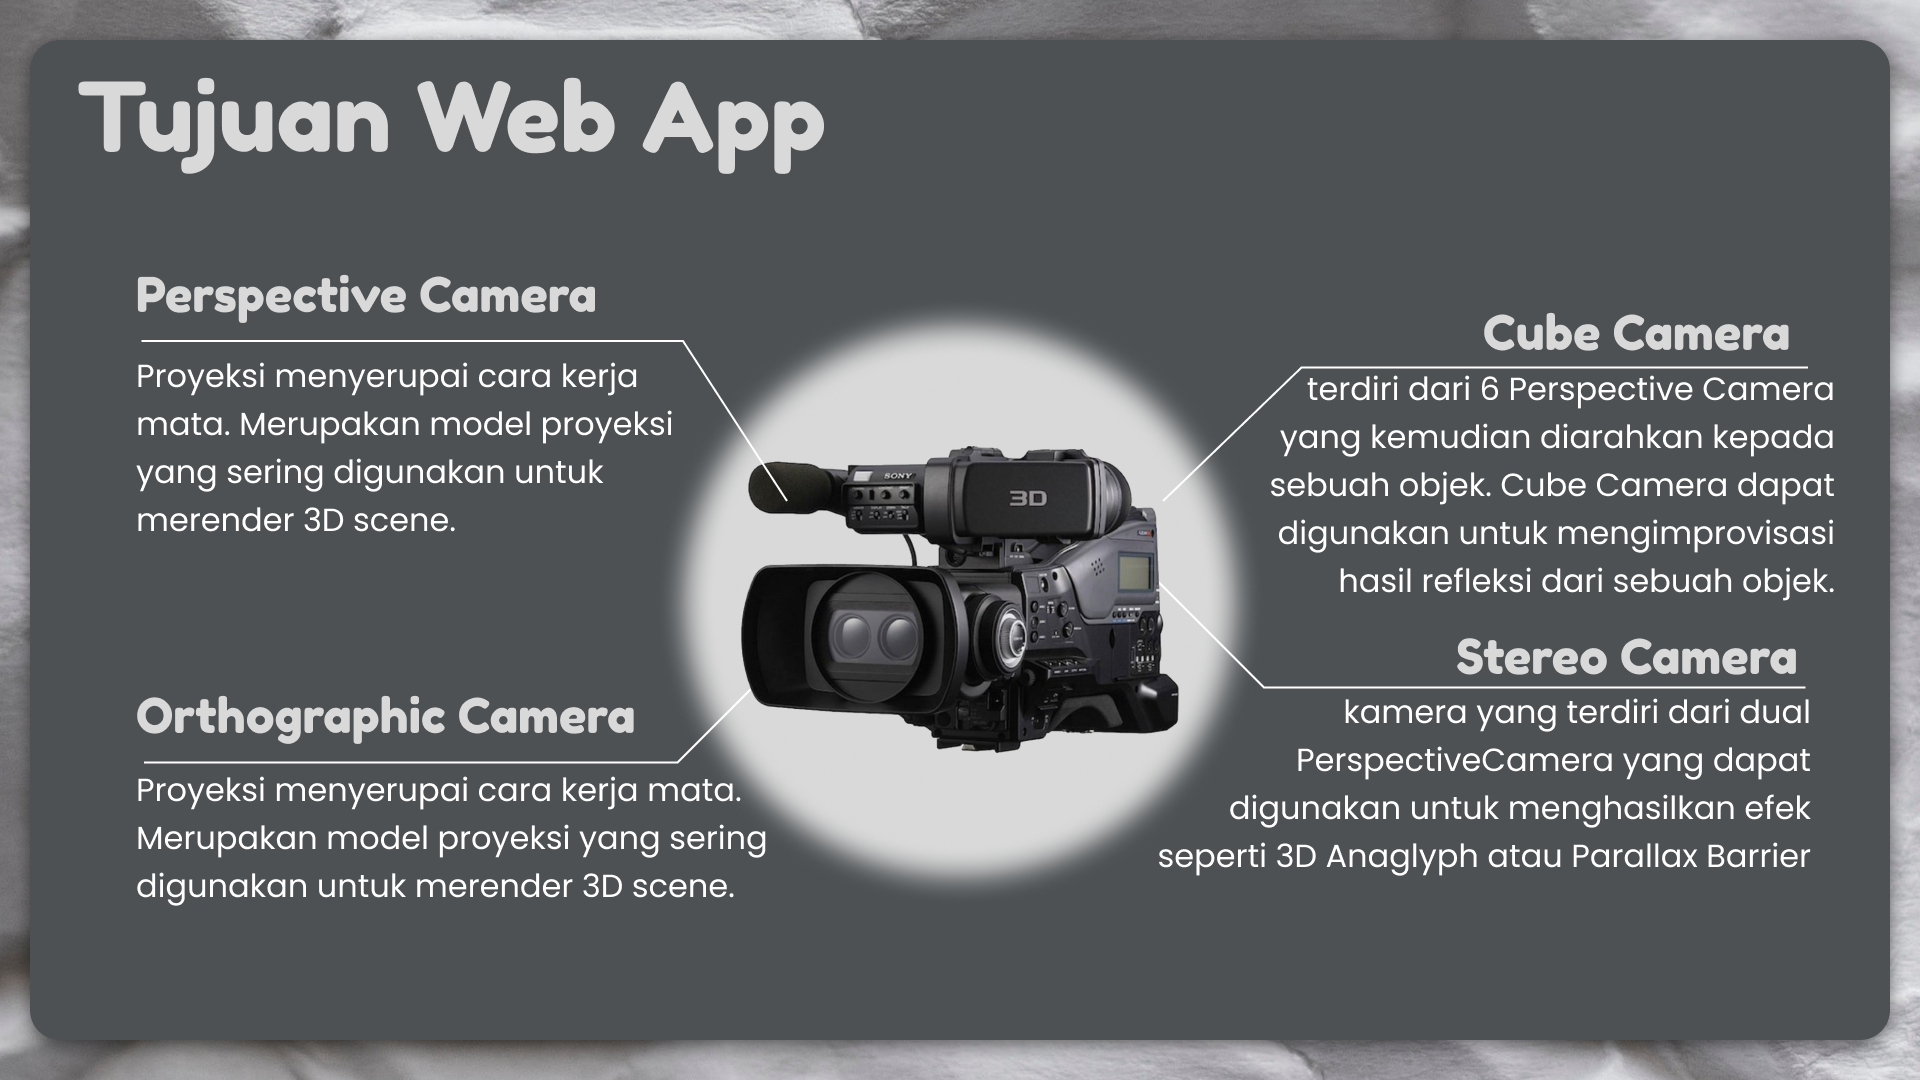 Tujuan Web App
Perspective Camera
Proyeksi menyerupai cara kerja
mata. Merupakan model proyeksi
yang sering digunakan untuk
merender 3D scene.
Orthographic Camera
Proyeksi menyerupai cara kerja mata.
Merupakan model proyeksi yang sering
digunakan untuk merender 3D scene.
SONY
3D
Cube Camera
terdiri dari 6 Perspective Camera
yang kemudian diarahkan kepada
sebuah objek. Cube Camera dapat
digunakan untuk mengimprovisasi
hasil refleksi dari sebuah objek.
Stereo Camera
kamera yang terdiri dari dual
PerspectiveCamera yang dapat
digunakan untuk menghasilkan efek
seperti 3D Anaglyph atau Parallax Barrier